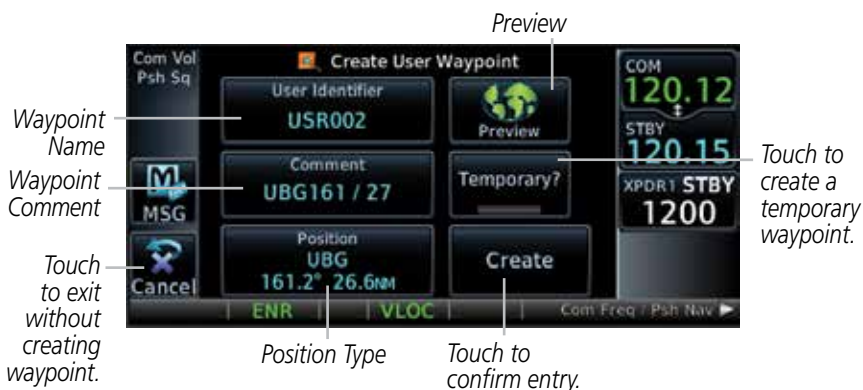 Preview
Com Vol
Psh Sq
Create User Waypoint
User Identifier
USR002
Preview
COM
120.12
STBY
120.15
Waypoint
Name
Comment
UBG161 / 27
Temporary?
XPDR1 STBY
1200
Touch to
create a
temporary
waypoint.
Waypoint
Comment
MSG
Position
UBG
161.2° 26.6NM
Create
Cancel
Touch
to exit
without
creating
waypoint.
ENR
VLOC
Com Freq / Psh Nav
Position Type
Touch to
confirm entry.